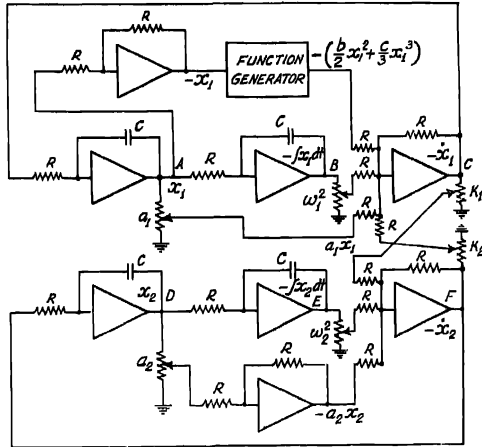 R
R
-x₁
FUNCTION
GENERATOR
-(b/2 x₁² + c/3 x₁³)
C
R
A
x₁
R
C
-∫x₁dt
B
R
R
ω₁²
R
R
-ẋ₁
C
K₁
a₁
R
a₁x₁
K₂
R
C
x₂
D
R
C
-∫x₂dt
E
ω₂²
R
R
R
F
-ẋ₂
a₂
R
R
R
-a₂x₂